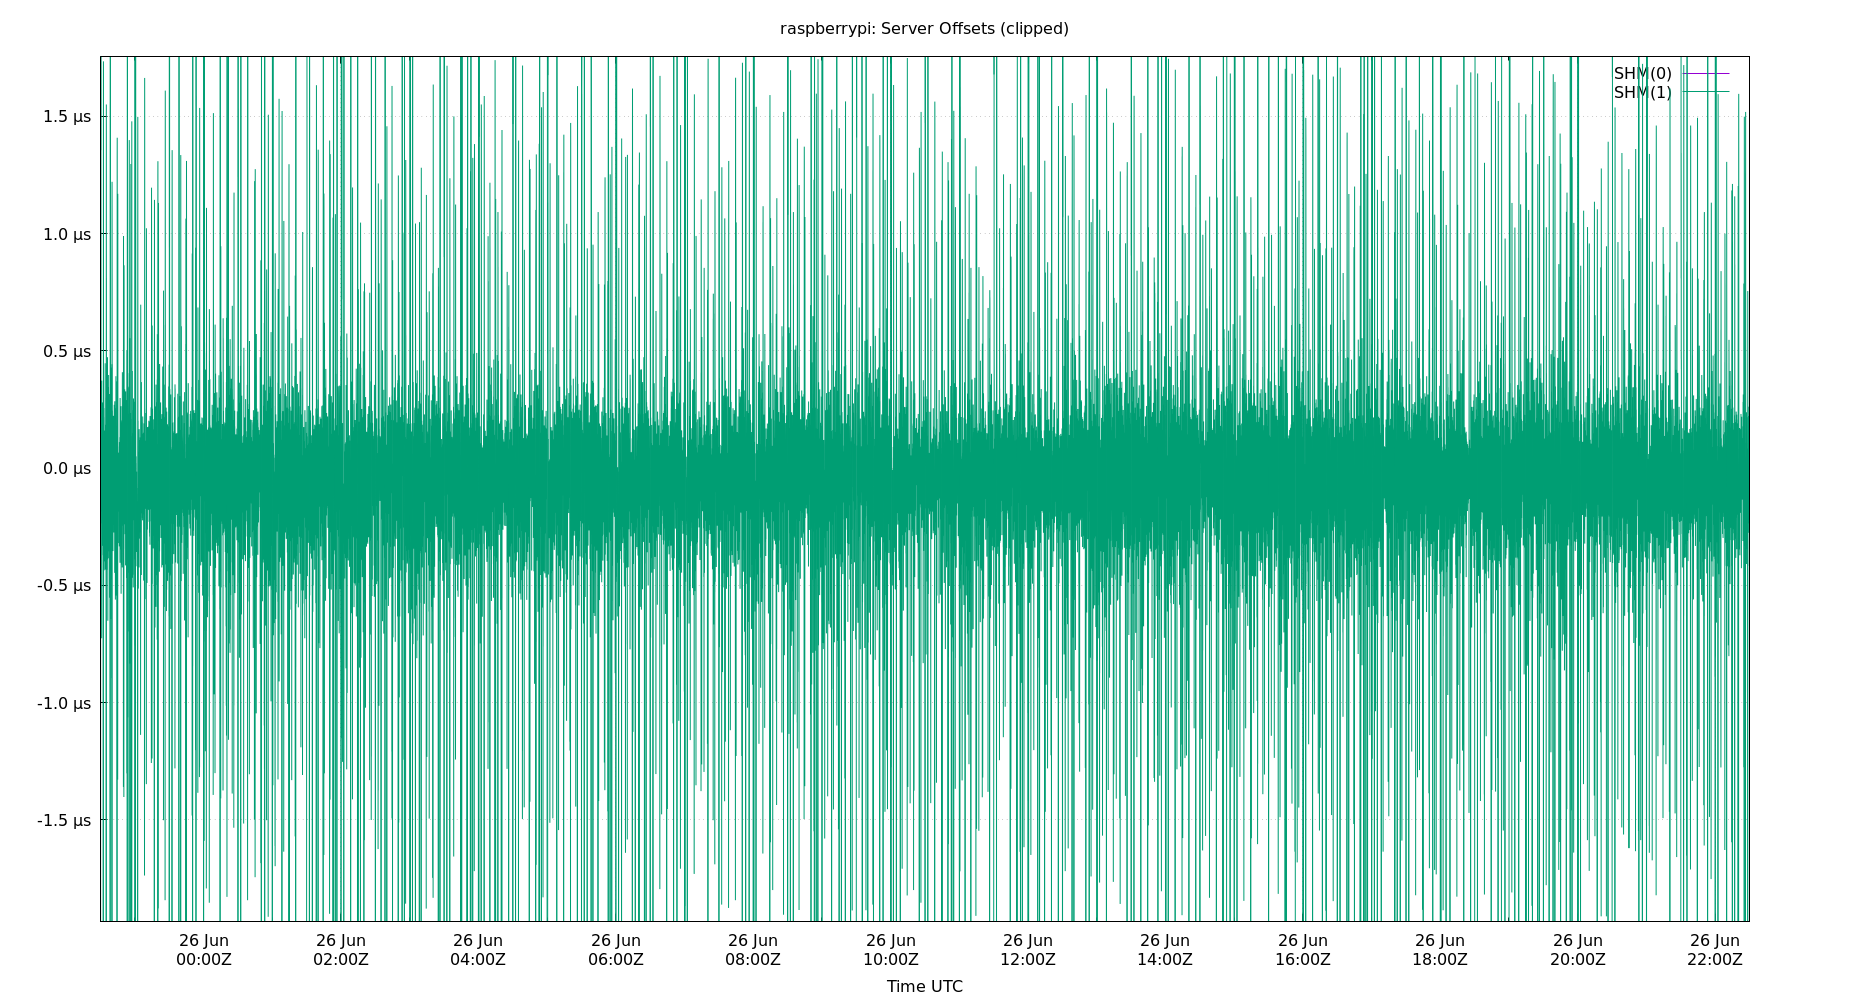 raspberrypi: Server Offsets (clipped)
SHM(0)
SHM(1)
1.5 µs
1.0 µs
0.5 µs
0.0 µs
-0.5 µs
-1.0 µs
-1.5 µs
26 Jun 26 Jun 26 Jun 26 Jun 26 Jun 26 Jun 26 Jun 26 Jun 26 Jun 26 Jun 26 Jun 26 Jun
00:00Z 02:00Z 04:00Z 06:00Z 08:00Z 10:00Z 12:00Z 14:00Z 16:00Z 18:00Z 20:00Z 22:00Z
Time UTC